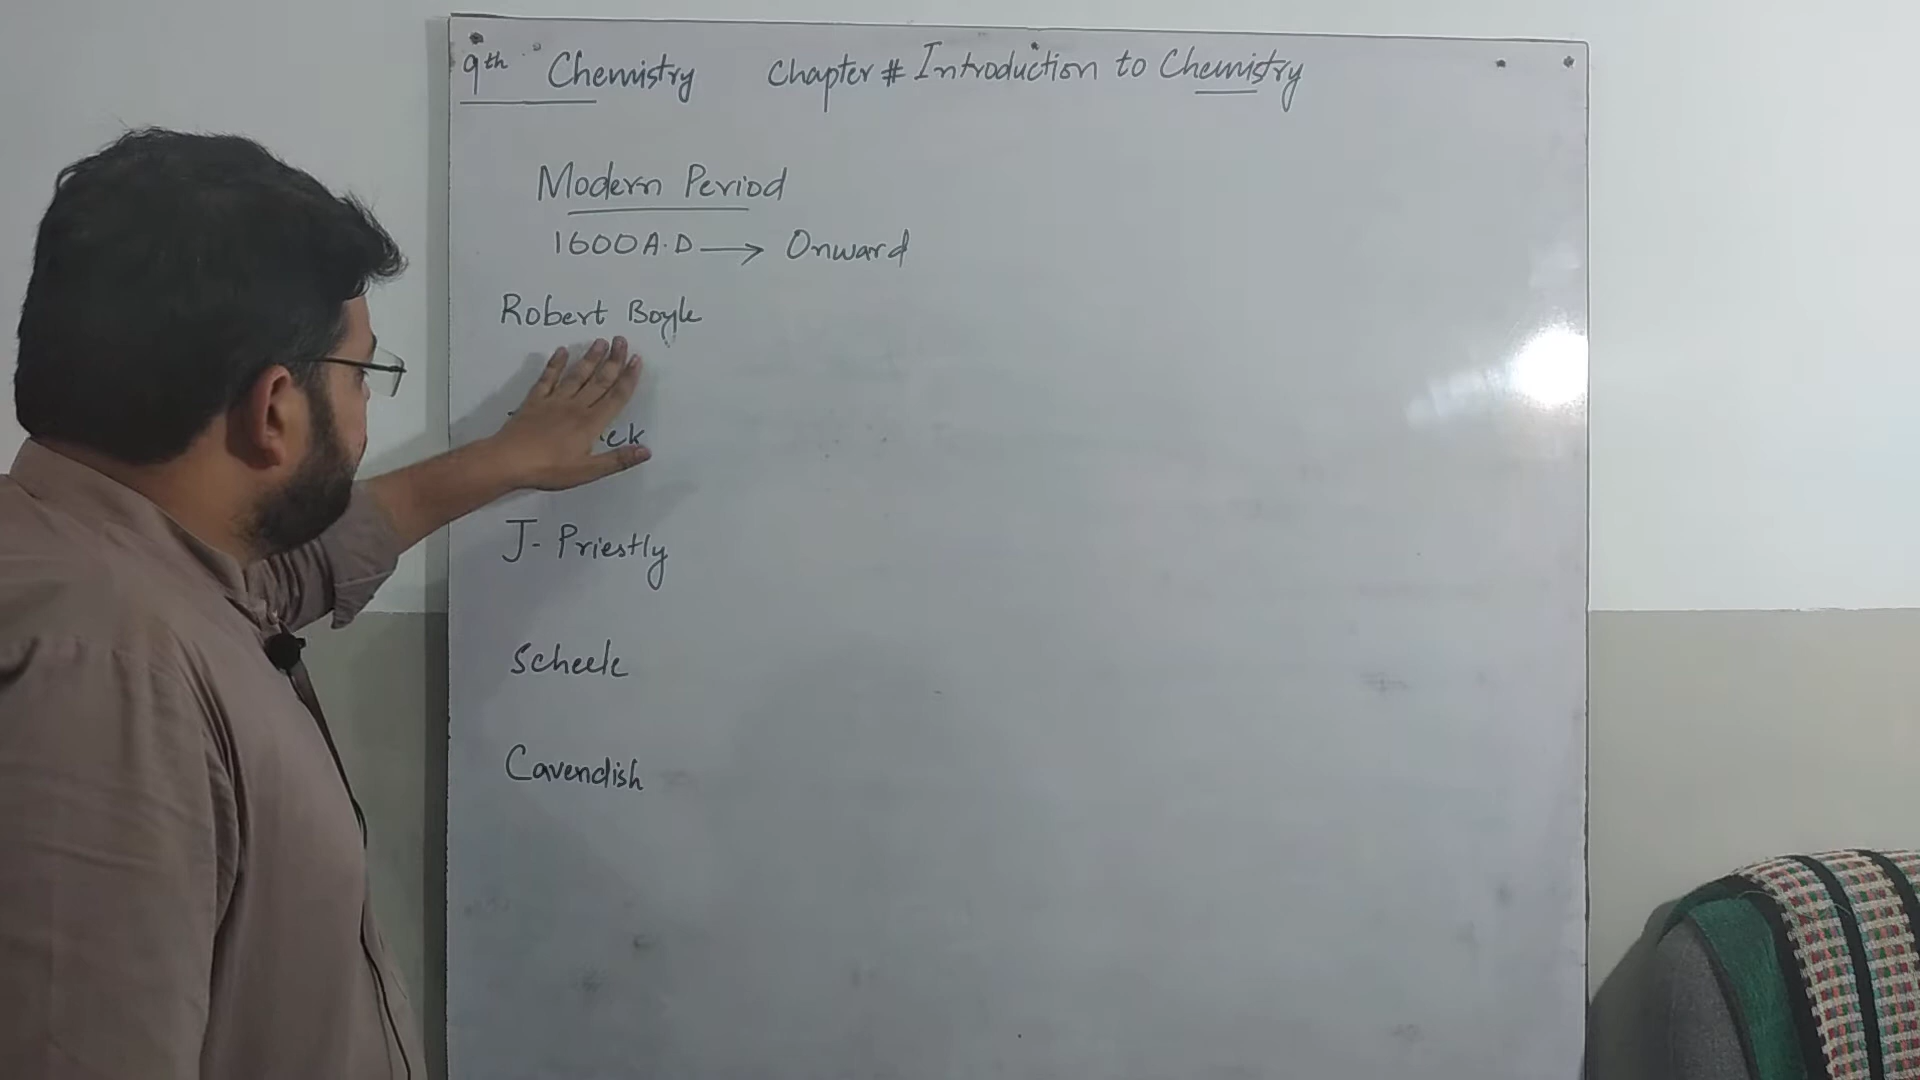 9th Chemistry Chapter # Introduction to Chemistry
Modern Period
1600 A.D → Onward
Robert Boyle
J- Priestly
Scheele
Cavendish